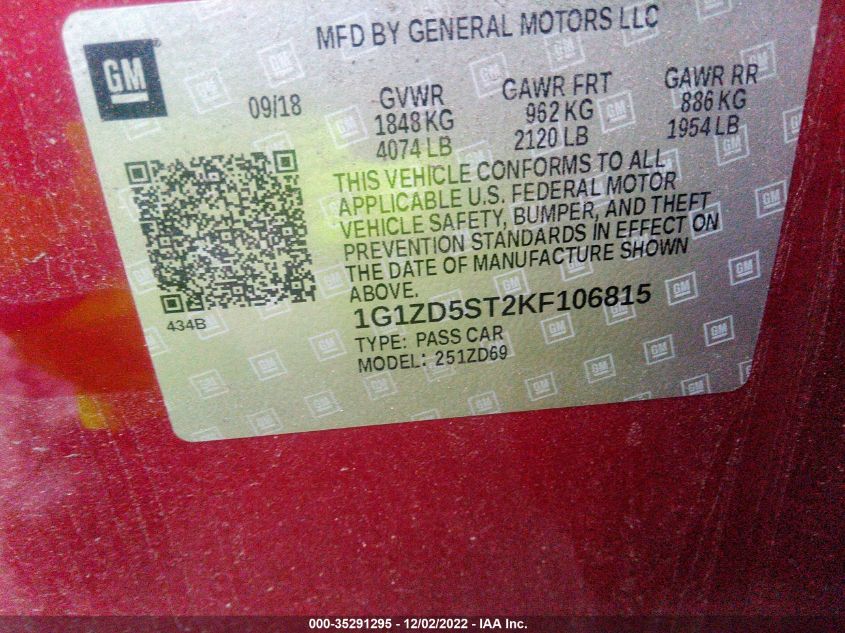 MFD BY GENERAL MOTORS LLC
GM
09/18
GVWR
1848 KG
4074 LB
GAWR FRT
962 KG
2120 LB
GAWR RR
886 KG
1954 LB
THIS VEHICLE CONFORMS TO ALL
APPLICABLE U.S. FEDERAL MOTOR
VEHICLE SAFETY, BUMPER, AND THEFT
PREVENTION STANDARDS IN EFFECT ON
THE DATE OF MANUFACTURE SHOWN
ABOVE.
434B
1G1ZD5ST2KF106815
TYPE: PASS CAR
MODEL: 251ZD69
000-35291295 - 12/02/2022 - IAA Inc.